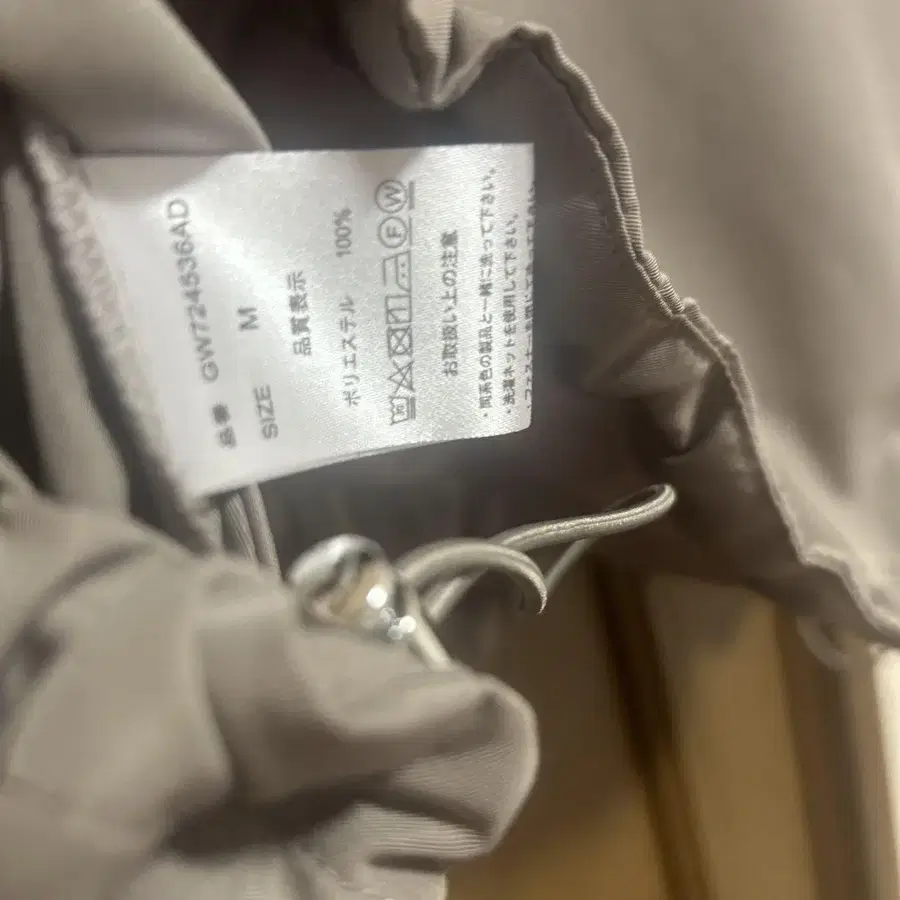 品番 GW724536AD
SIZE M
品質表示
ポリエステル 100%
お取扱い上の注意
・同系色の製品と一緒に洗って下さい。
・洗濯ネットを使用して下さい。